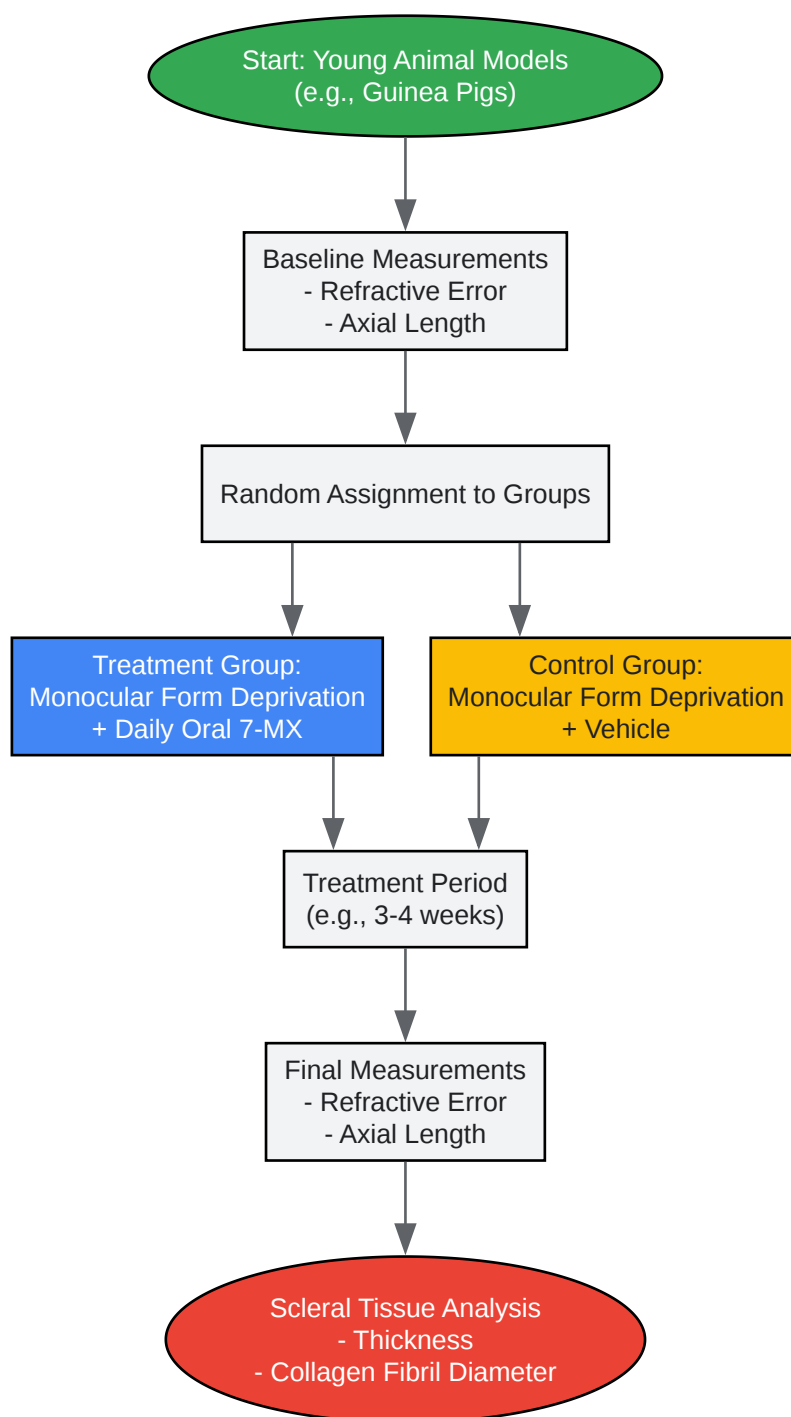 Start: Young Animal Models
(e.g., Guinea Pigs)
Baseline Measurements
- Refractive Error
- Axial Length
Random Assignment to Groups
Treatment Group:
Monocular Form Deprivation
+ Daily Oral 7-MX
Control Group:
Monocular Form Deprivation
+ Vehicle
Treatment Period
(e.g., 3-4 weeks)
Final Measurements
- Refractive Error
- Axial Length
Scleral Tissue Analysis
- Thickness
- Collagen Fibril Diameter